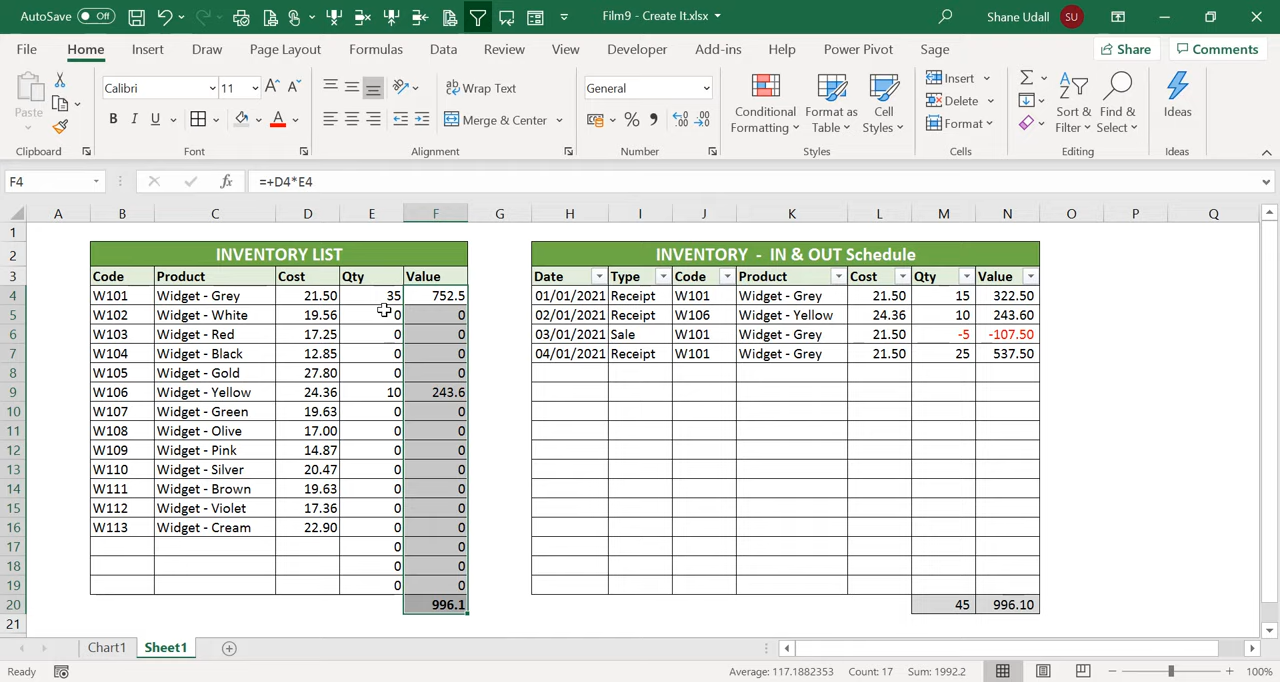 AutoSave Off Film9 - Create It.xlsx Shane Udall SU
File Home Insert Draw Page Layout Formulas Data Review View Developer Add-ins Help Power Pivot Sage Share Comments
Paste Calibri 11 Wrap Text General Conditional Formatting Format as Table Cell Styles Insert Sort & Filter Find & Select Ideas
B I U Merge & Center Delete
Format
Clipboard Font Alignment Number Styles Cells Editing Ideas
F4 fx =+D4*E4
A B C D E F G H I J K L M N O P Q
1
2 INVENTORY LIST INVENTORY - IN & OUT Schedule
3 Code Product Cost Qty Value Date Type Code Product Cost Qty Value
4 W101 Widget - Grey 21.50 35 752.5 01/01/2021 Receipt W101 Widget - Grey 21.50 15 322.50
5 W102 Widget - White 19.56 0 0 02/01/2021 Receipt W106 Widget - Yellow 24.36 10 243.60
6 W103 Widget - Red 17.25 0 0 03/01/2021 Sale W101 Widget - Grey 21.50 -5 -107.50
7 W104 Widget - Black 12.85 0 0 04/01/2021 Receipt W101 Widget - Grey 21.50 25 537.50
8 W105 Widget - Gold 27.80 0 0
9 W106 Widget - Yellow 24.36 10 243.6
10 W107 Widget - Green 19.63 0 0
11 W108 Widget - Olive 17.00 0 0
12 W109 Widget - Pink 14.87 0 0
13 W110 Widget - Silver 20.47 0 0
14 W111 Widget - Brown 19.63 0 0
15 W112 Widget - Violet 17.36 0 0
16 W113 Widget - Cream 22.90 0 0
17 0 0
18 0 0
19 0 0
20 996.1 45 996.10
21
Chart1 Sheet1
Ready Average: 117.1882353 Count: 17 Sum: 1992.2 100%